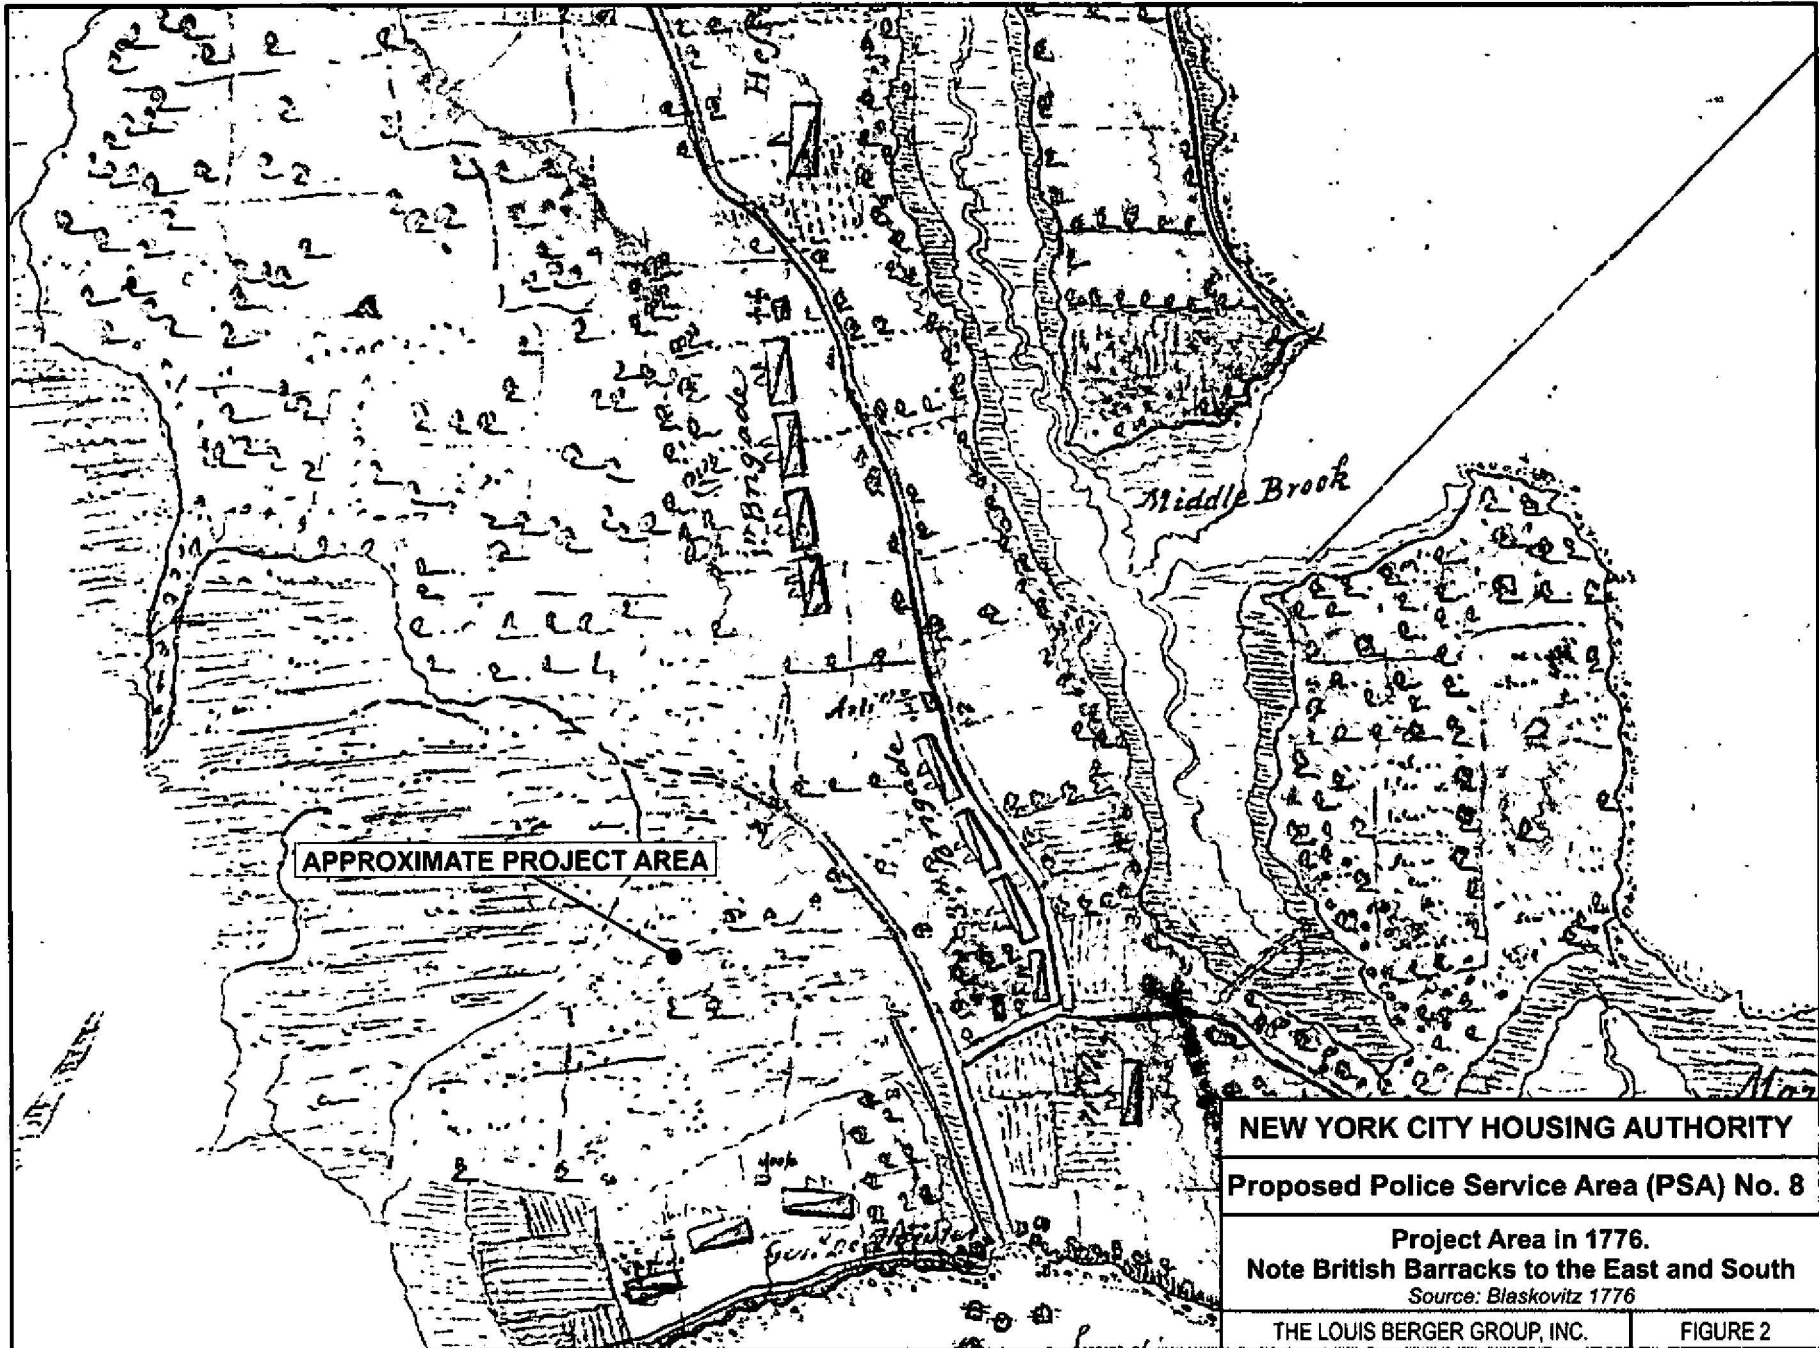 Middle Brook
APPROXIMATE PROJECT AREA
NEW YORK CITY HOUSING AUTHORITY
Proposed Police Service Area (PSA) No. 8
Project Area in 1776.
Note British Barracks to the East and South
Source: Blaskovitz 1776
THE LOUIS BERGER GROUP, INC.
FIGURE 2